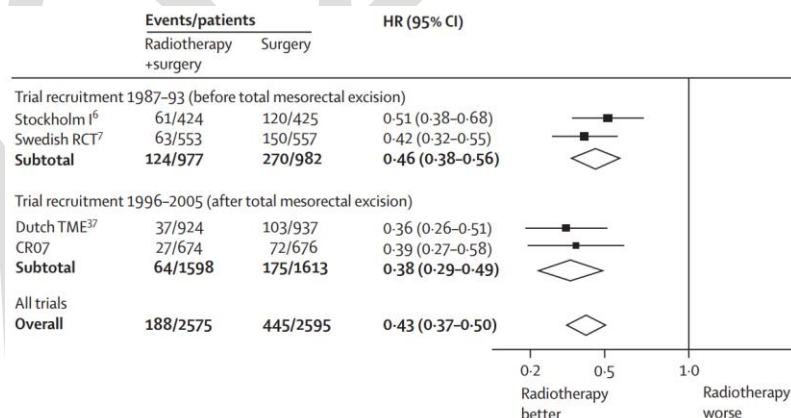 Events/patients HR (95% CI)
Radiotherapy +surgery Surgery
Trial recruitment 1987–93 (before total mesorectal excision)
Stockholm I⁶ 61/424 120/425 0·51 (0·38–0·68)
Swedish RCT⁷ 63/553 150/557 0·42 (0·32–0·55)
Subtotal 124/977 270/982 0·46 (0·38–0·56)
Trial recruitment 1996–2005 (after total mesorectal excision)
Dutch TME³⁷ 37/924 103/937 0·36 (0·26–0·51)
CR07 27/674 72/676 0·39 (0·27–0·58)
Subtotal 64/1598 175/1613 0·38 (0·29–0·49)
All trials
Overall 188/2575 445/2595 0·43 (0·37–0·50)
0·2 0·5 1·0
Radiotherapy better Radiotherapy worse